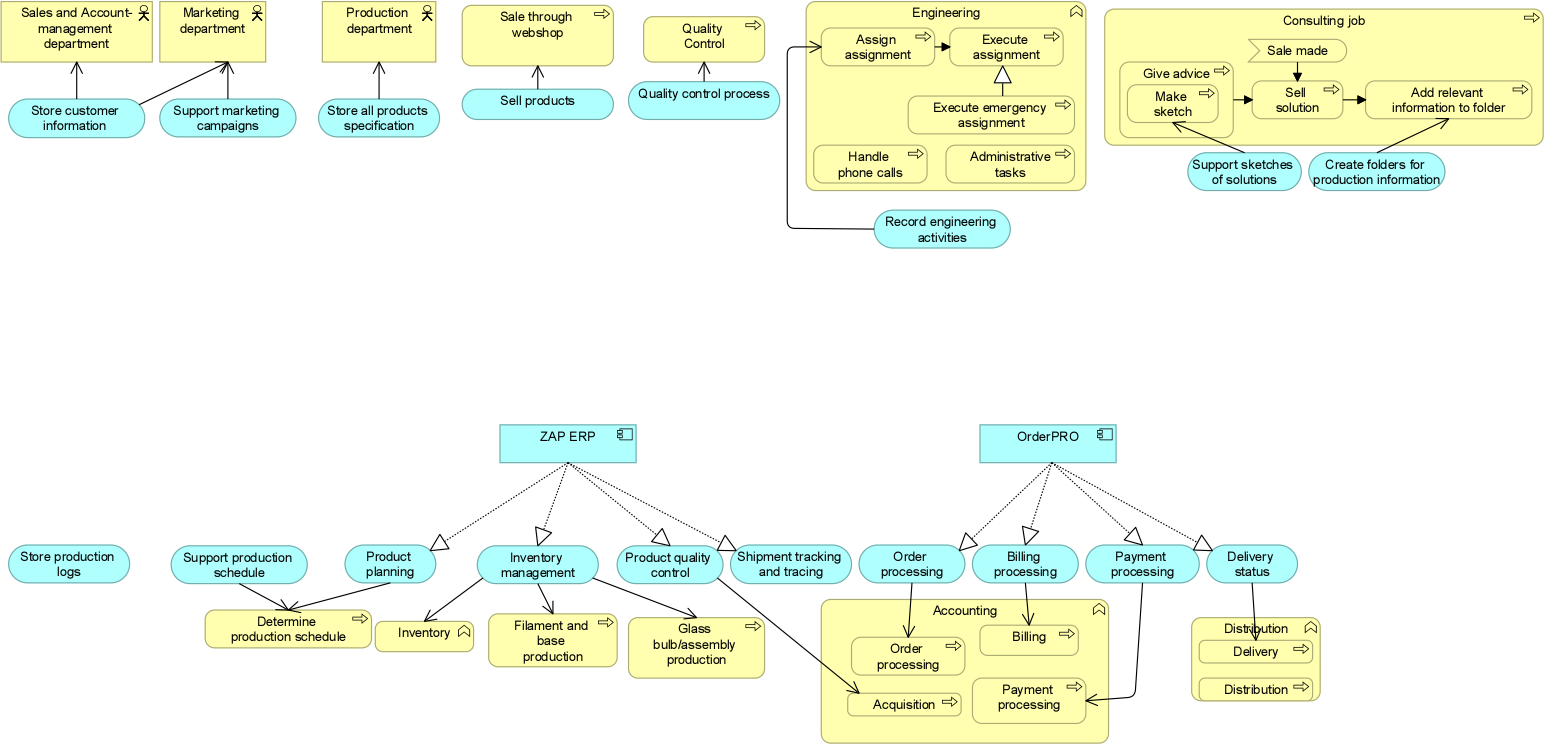 Sales and Account-
management
department
Marketing
department
Production
department
Sale through
webshop
Quality
Control
Engineering
Assign
assignment
Execute
assignment
Execute emergency
assignment
Handle
phone calls
Administrative
tasks
Consulting job
Sale made
Give advice
Make
sketch
Sell
solution
Add relevant
information to folder
Store customer
information
Support marketing
campaigns
Store all products
specification
Sell products
Quality control process
Support sketches
of solutions
Create folders for
production information
Record engineering
activities
ZAP ERP
OrderPRO
Store production
logs
Support production
schedule
Product
planning
Inventory
management
Product quality
control
Shipment tracking
and tracing
Order
processing
Billing
processing
Payment
processing
Delivery
status
Determine
production schedule
Inventory
Filament and
base
production
Glass
bulb/assembly
production
Accounting
Order
processing
Billing
Acquisition
Payment
processing
Distribution
Delivery
Distribution